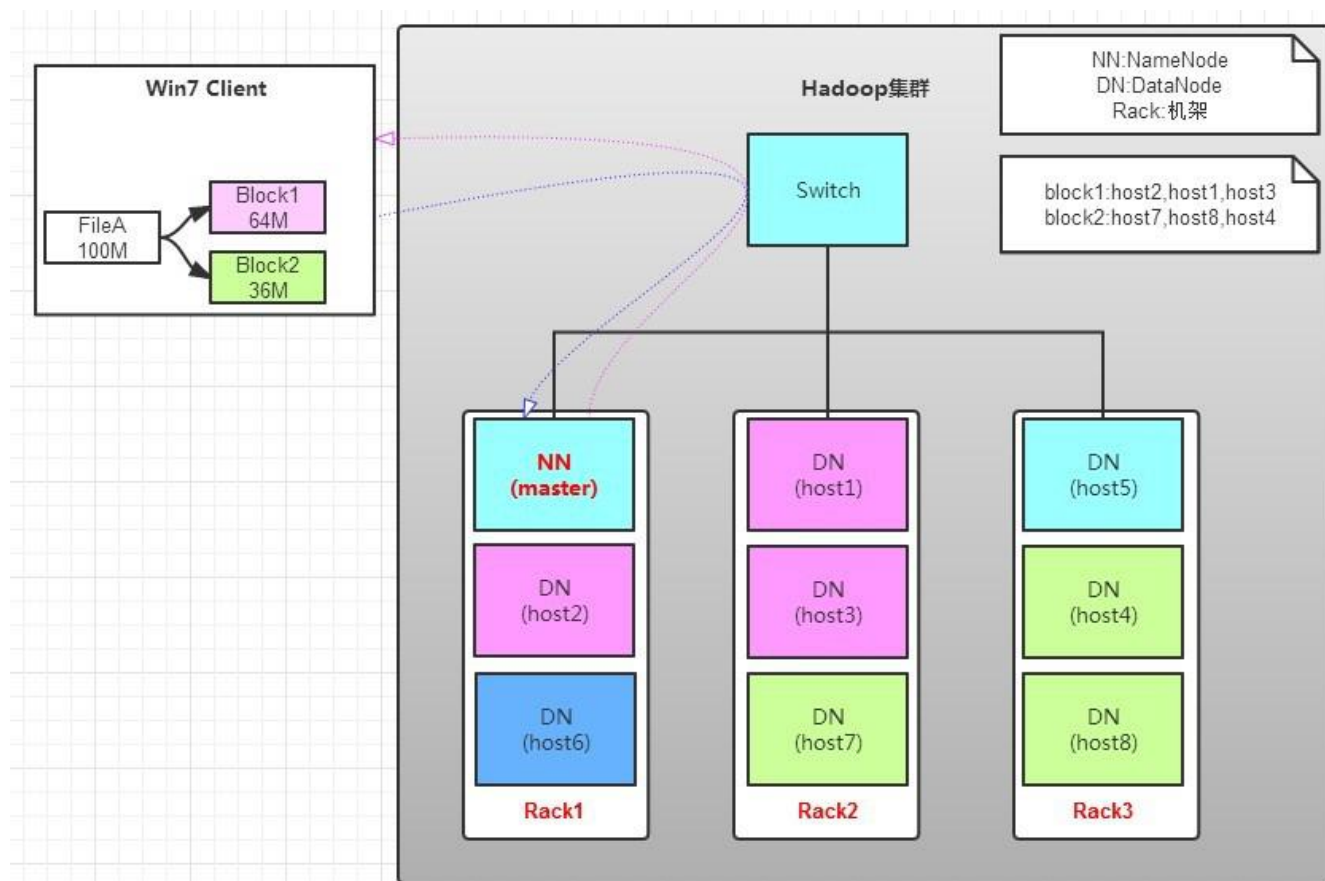 Win7 Client
FileA
100M
Block1
64M
Block2
36M
Hadoop集群
NN:NameNode
DN:DataNode
Rack:机架
block1:host2,host1,host3
block2:host7,host8,host4
Switch
NN
(master)
DN
(host2)
DN
(host6)
Rack1
DN
(host1)
DN
(host3)
DN
(host7)
Rack2
DN
(host5)
DN
(host4)
DN
(host8)
Rack3